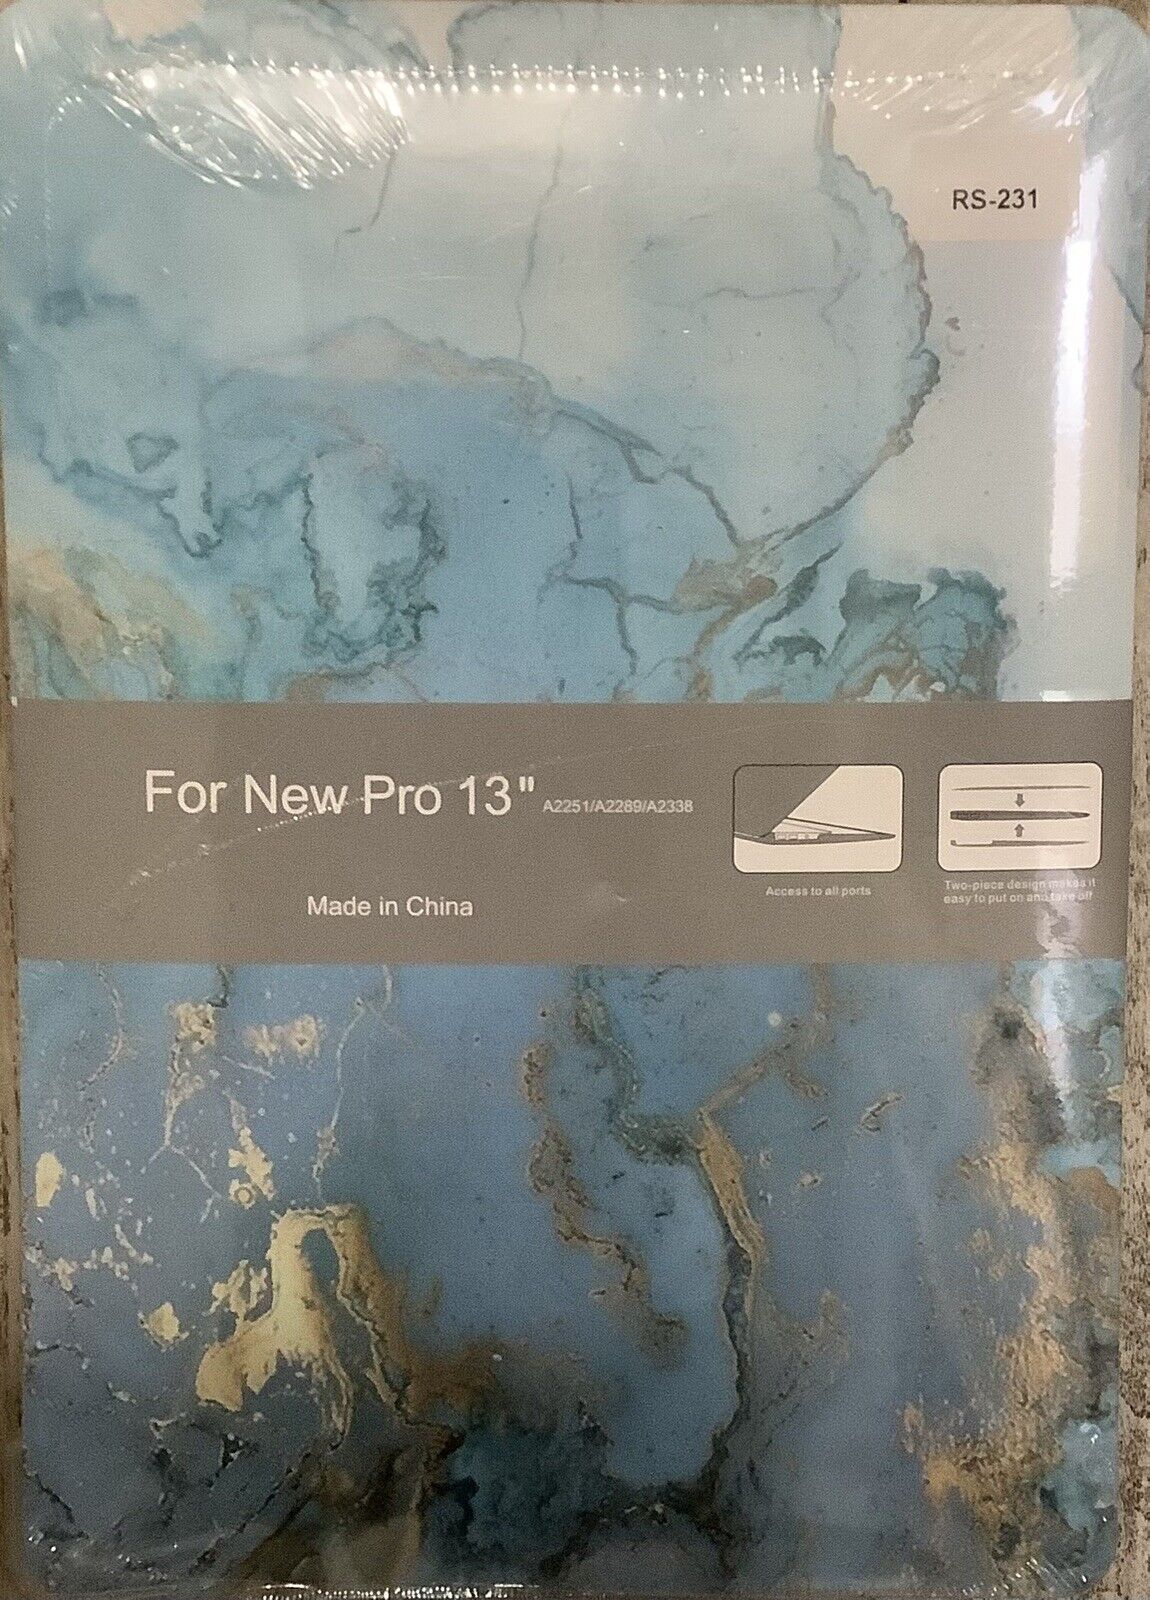 RS-231
For New Pro 13" A2251/A2289/A2338
Made in China
Access to all ports
Two-piece design makes it
easy to put on and take off